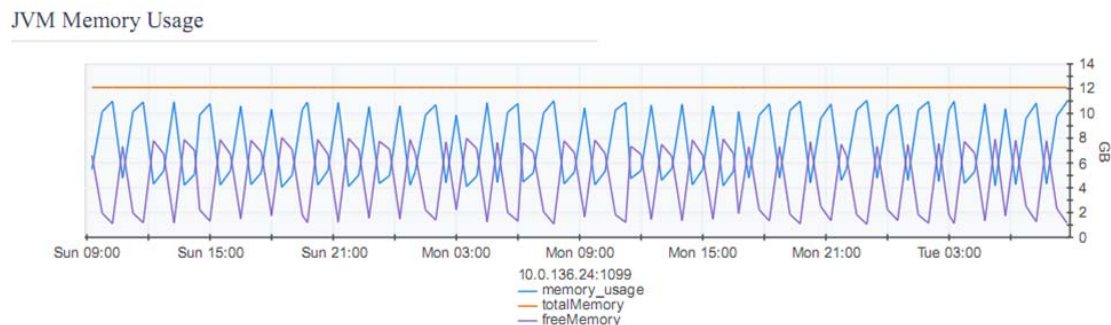 JVM Memory Usage
14
12
10
8
6
4
2
0
GB
Sun 09:00 Sun 15:00 Sun 21:00 Mon 03:00 Mon 09:00 Mon 15:00 Mon 21:00 Tue 03:00
10.0.136.24:1099
memory_usage
totalMemory
freeMemory